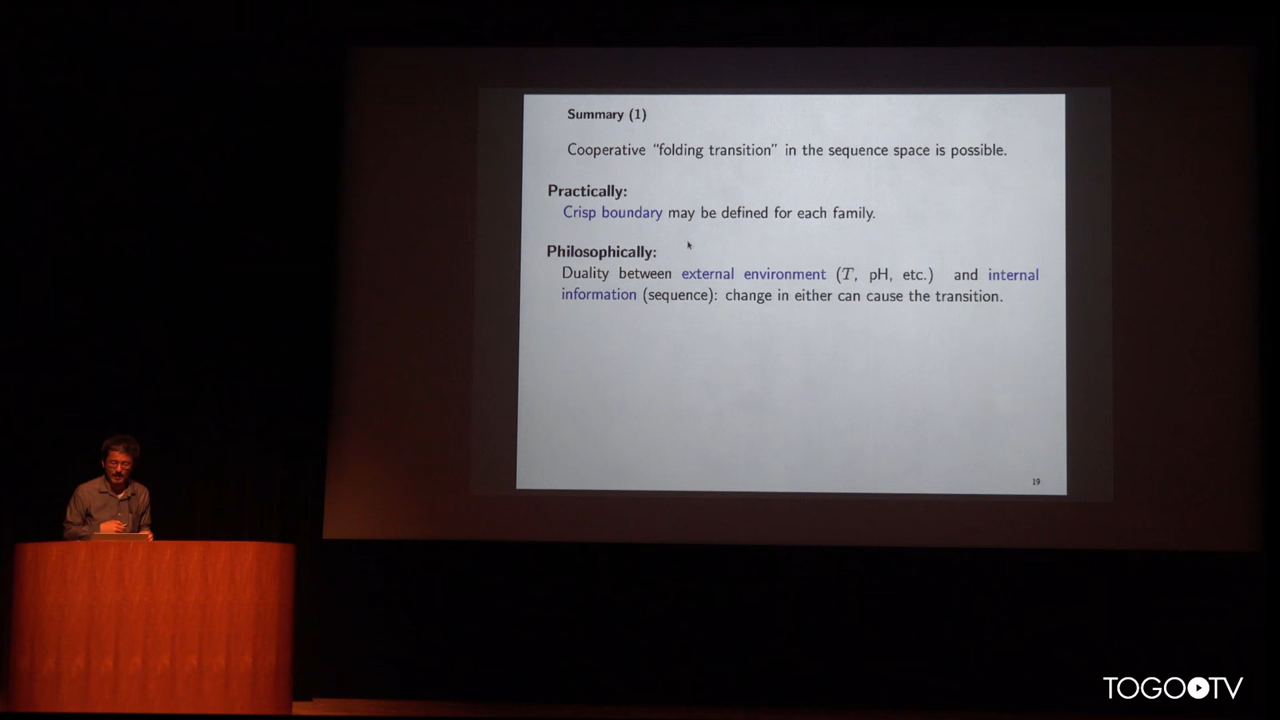 Summary (1)
Cooperative “folding transition” in the sequence space is possible.
Practically:
Crisp boundary may be defined for each family.
Philosophically:
Duality between external environment (T, pH, etc.) and internal
information (sequence): change in either can cause the transition.
19
TOGO TV